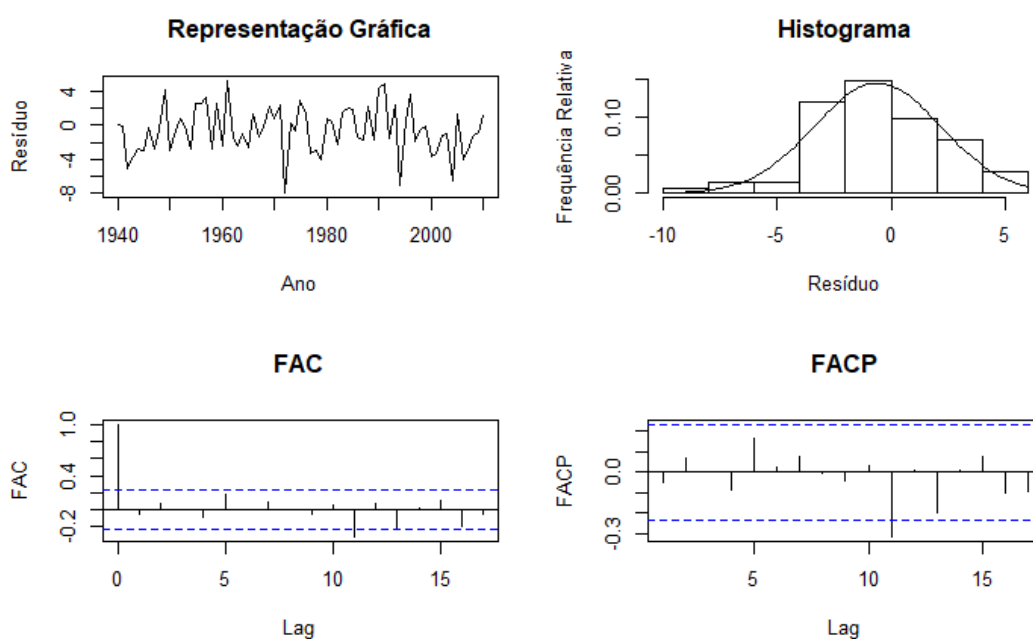 Representação Gráfica
Resíduo
4
0
-4
-8
1940
1960
1980
2000
Ano
Histograma
Frequência Relativa
0.10
0.00
-10
-5
0
5
Resíduo
FAC
FAC
1.0
0.4
-0.2
0
5
10
15
Lag
FACP
FACP
0.0
-0.3
5
10
15
Lag